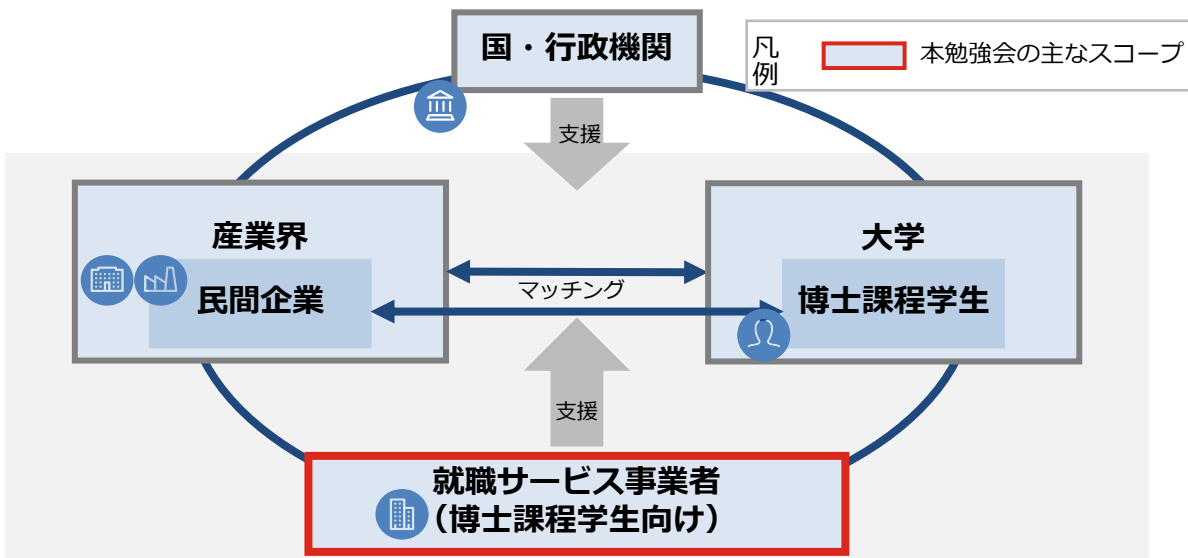 国・行政機関
凡
例
本勉強会の主なスコープ
支援
産業界
民間企業
マッチング
大学
博士課程学生
支援
就職サービス事業者
（博士課程学生向け）